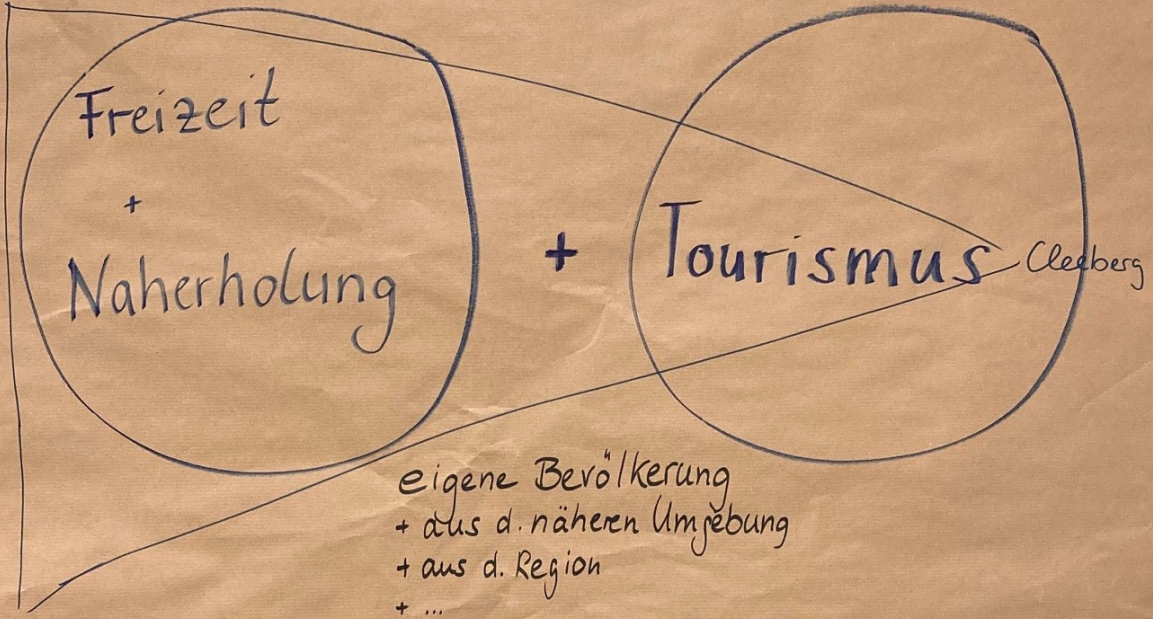 Freizeit
+
Naherholung
+
Tourismus
Cleeberg
eigene Bevölkerung
+ aus d. näheren Umgebung
+ aus d. Region
+ ...